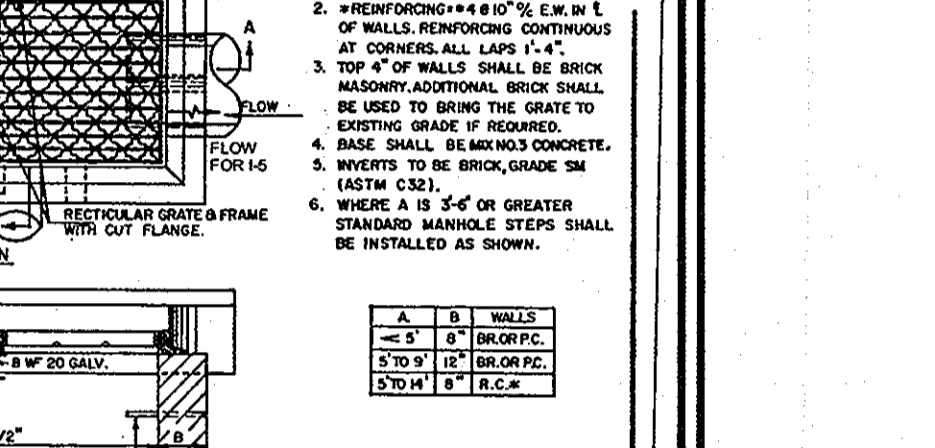 A
FLOW
FLOW
FOR 1-5
RECTICULAR GRATE & FRAME
WITH CUT FLANGE.
N
2. *REINFORCING=#4@10" %C E.W. IN ℄
OF WALLS. REINFORCING CONTINUOUS
AT CORNERS. ALL LAPS 1'-4".
3. TOP 4" OF WALLS SHALL BE BRICK
MASONRY. ADDITIONAL BRICK SHALL
BE USED TO BRING THE GRATE TO
EXISTING GRADE IF REQUIRED.
4. BASE SHALL BE MIX NO.3 CONCRETE.
5. INVERTS TO BE BRICK, GRADE SM
(ASTM C32).
6. WHERE A IS 3'-6" OR GREATER
STANDARD MANHOLE STEPS SHALL
BE INSTALLED AS SHOWN.
A B WALLS
< 5' 8" BR. OR P.C.
5' TO 9' 12" BR. OR P.C.
5' TO 14' 8" R.C.*
8 WF 20 GALV.
B
/2"